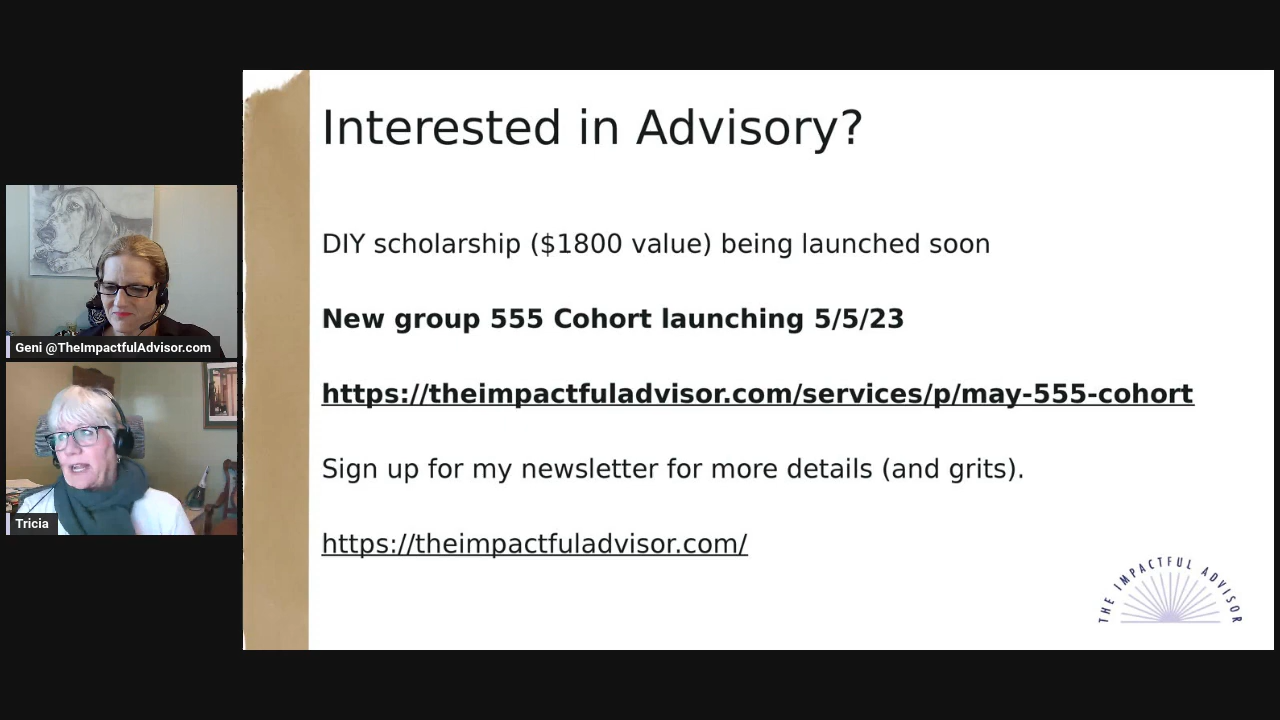 Interested in Advisory?
DIY scholarship ($1800 value) being launched soon
New group 555 Cohort launching 5/5/23
https://theimpactfuladvisor.com/services/p/may-555-cohort
Sign up for my newsletter for more details (and grits).
https://theimpactfuladvisor.com/
THE IMPACTFUL ADVISOR
Geni @TheImpactfulAdvisor.com
Tricia